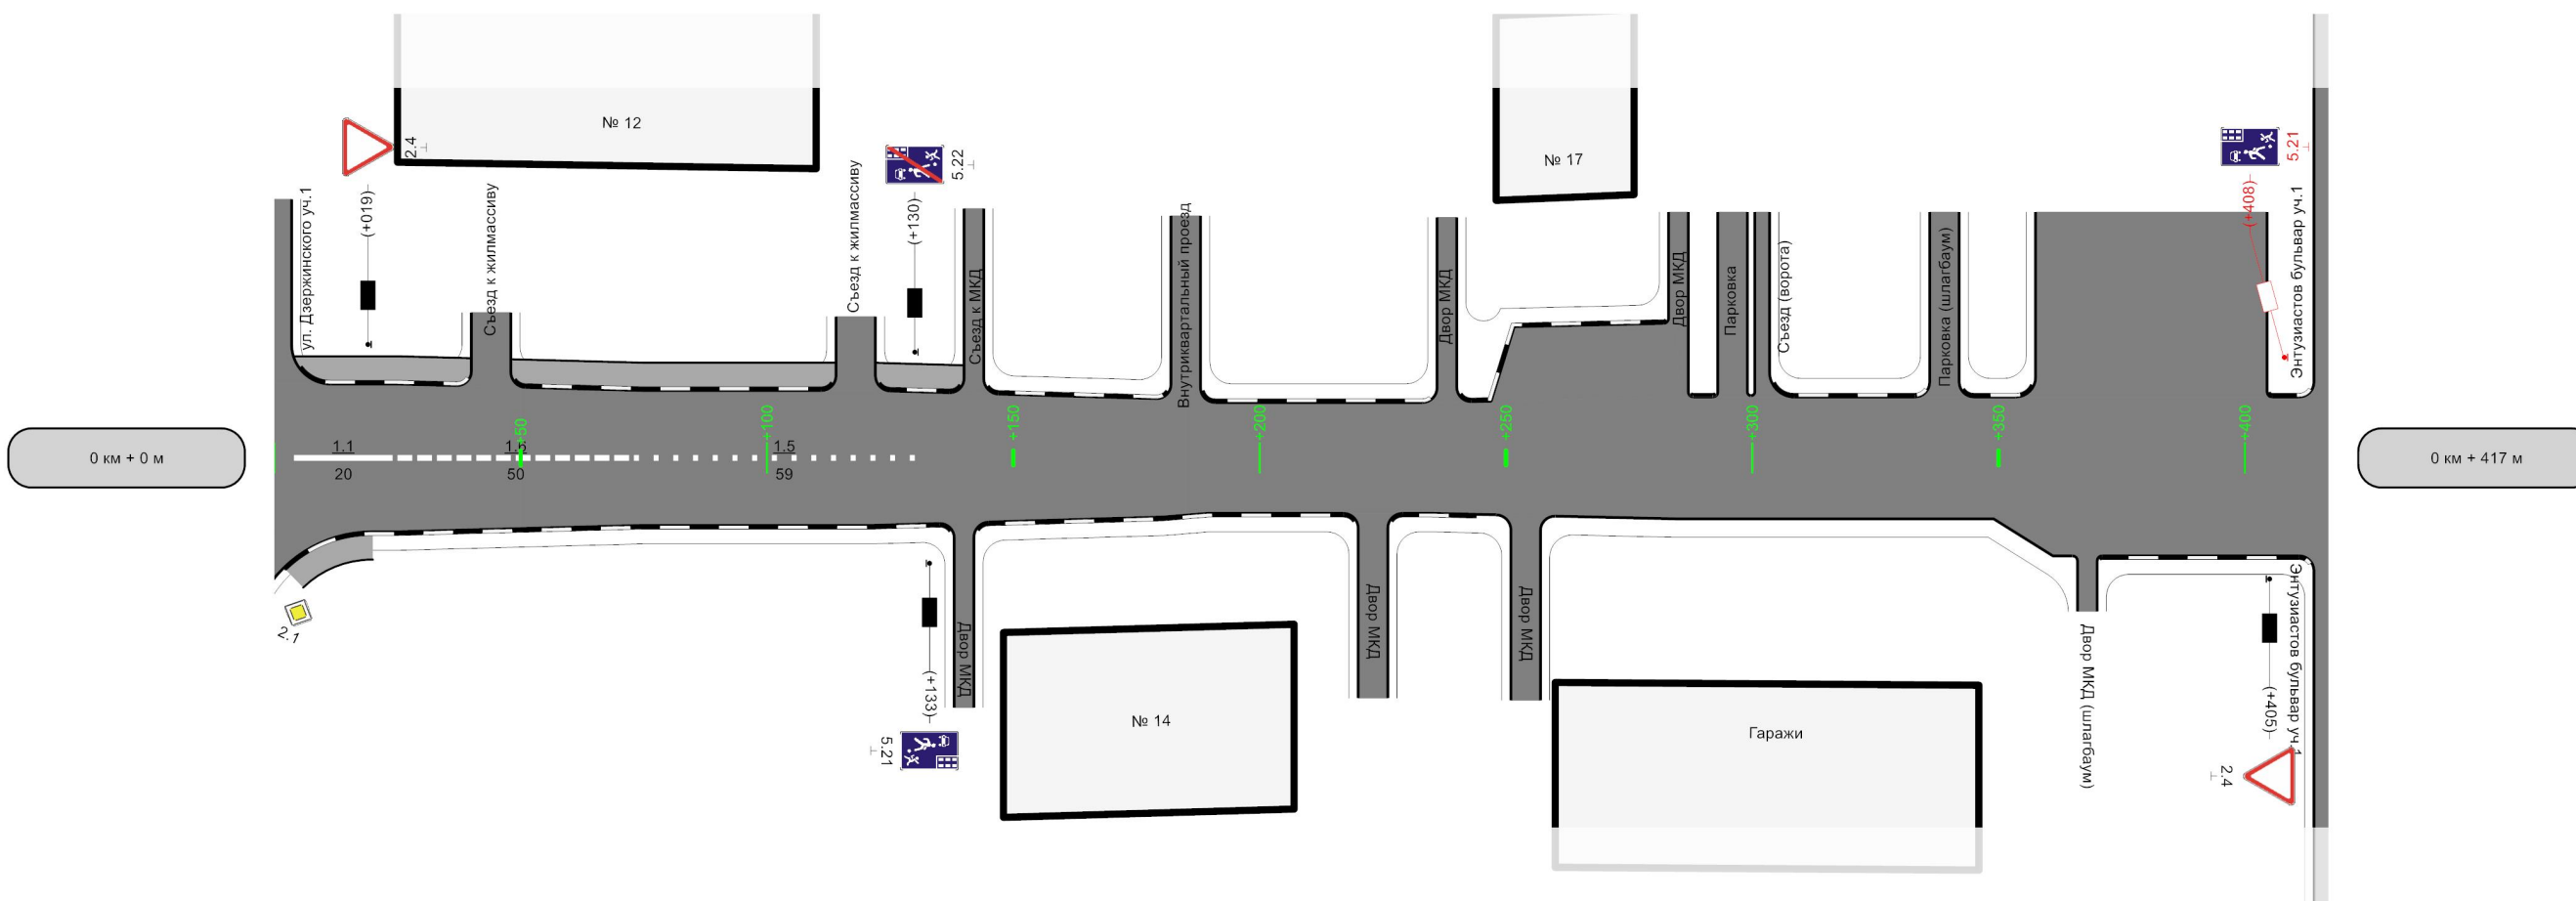 0 км + 0 м
№ 12
2.4
(+019)
ул. Дзержинского уч.1
Съезд к жилмассиву
Съезд к жилмассиву
5.22
(+130)
Съезд к МКД
Внутриквартальный проезд
Двор МКД
№ 17
Двор МКД
Парковка
Съезд (ворота)
Парковка (шлагбаум)
5.21
(+408)
Энтузиастов бульвар уч.1
1.1
20
50
1.5
59
+50
+100
+150
+200
+250
+300
+350
+400
0 км + 417 м
2.1
Двор МКД
(+133)
5.21
№ 14
Двор МКД
Двор МКД
Гаражи
Двор МКД (шлагбаум)
Энтузиастов бульвар уч.1
(+405)
2.4